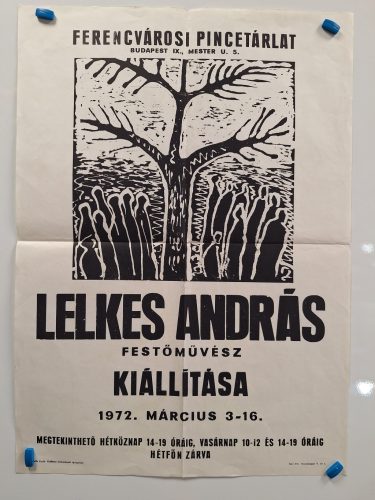 FERENCVÁROSI PINCETÁRLAT
BUDAPEST IX., MESTER U. 5.
LELKES ANDRÁS
FESTŐMŰVÉSZ
KIÁLLÍTÁSA
1972. MÁRCIUS 3-16.
MEGTEKINTHETŐ HÉTKÖZNAP 14-19 ÓRÁIG, VASÁRNAP 10-12 ÉS 14-19 ÓRÁIG
HÉTFŐN ZÁRVA